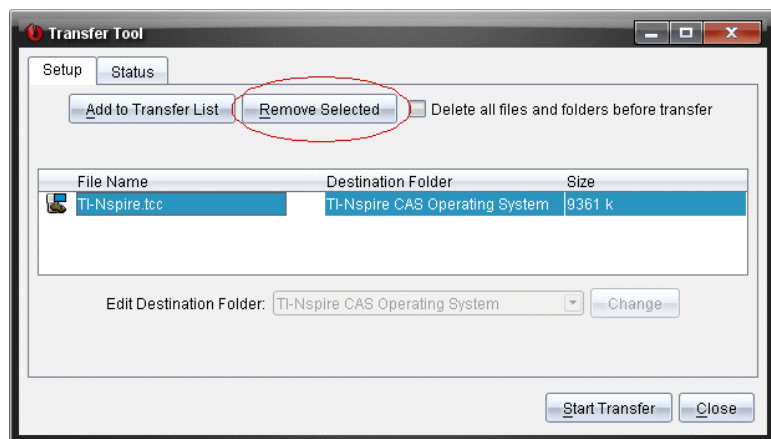 Transfer Tool
Setup Status
Add to Transfer List Remove Selected Delete all files and folders before transfer
File Name Destination Folder Size
TI-Nspire.tcc TI-Nspire CAS Operating System 9361 k
Edit Destination Folder: TI-Nspire CAS Operating System Change
Start Transfer Close